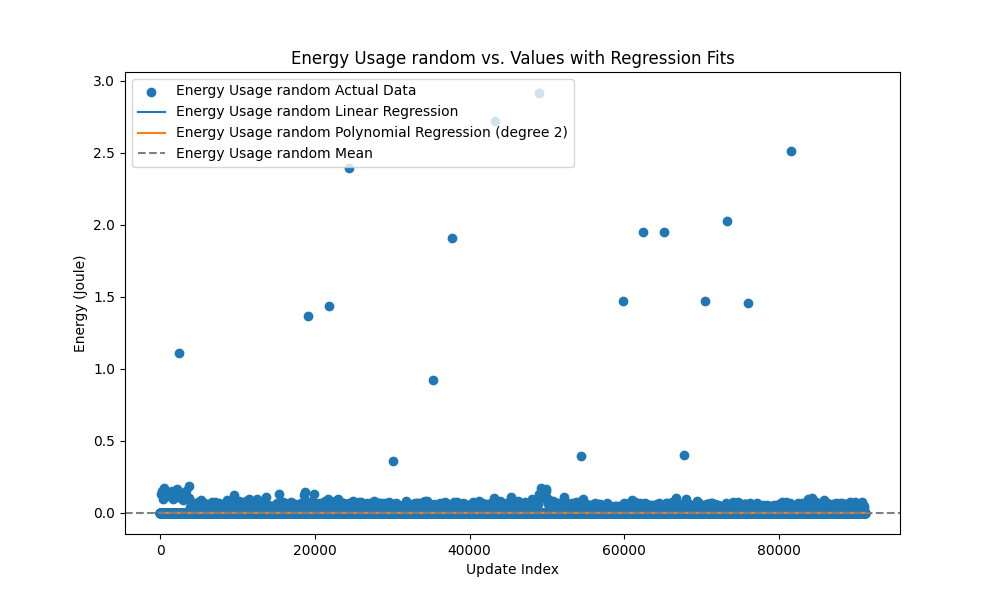 Energy Usage random vs. Values with Regression Fits
Energy Usage random Actual Data
Energy Usage random Linear Regression
Energy Usage random Polynomial Regression (degree 2)
Energy Usage random Mean
Energy (Joule)
3.0
2.5
2.0
1.5
1.0
0.5
0.0
0 20000 40000 60000 80000
Update Index